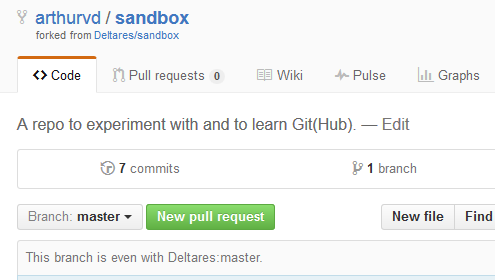 arthurvd / sandbox
forked from Deltares/sandbox
Code Pull requests 0 Wiki Pulse Graphs
A repo to experiment with and to learn Git(Hub). — Edit
7 commits 1 branch
Branch: master New pull request New file Find
This branch is even with Deltares:master.